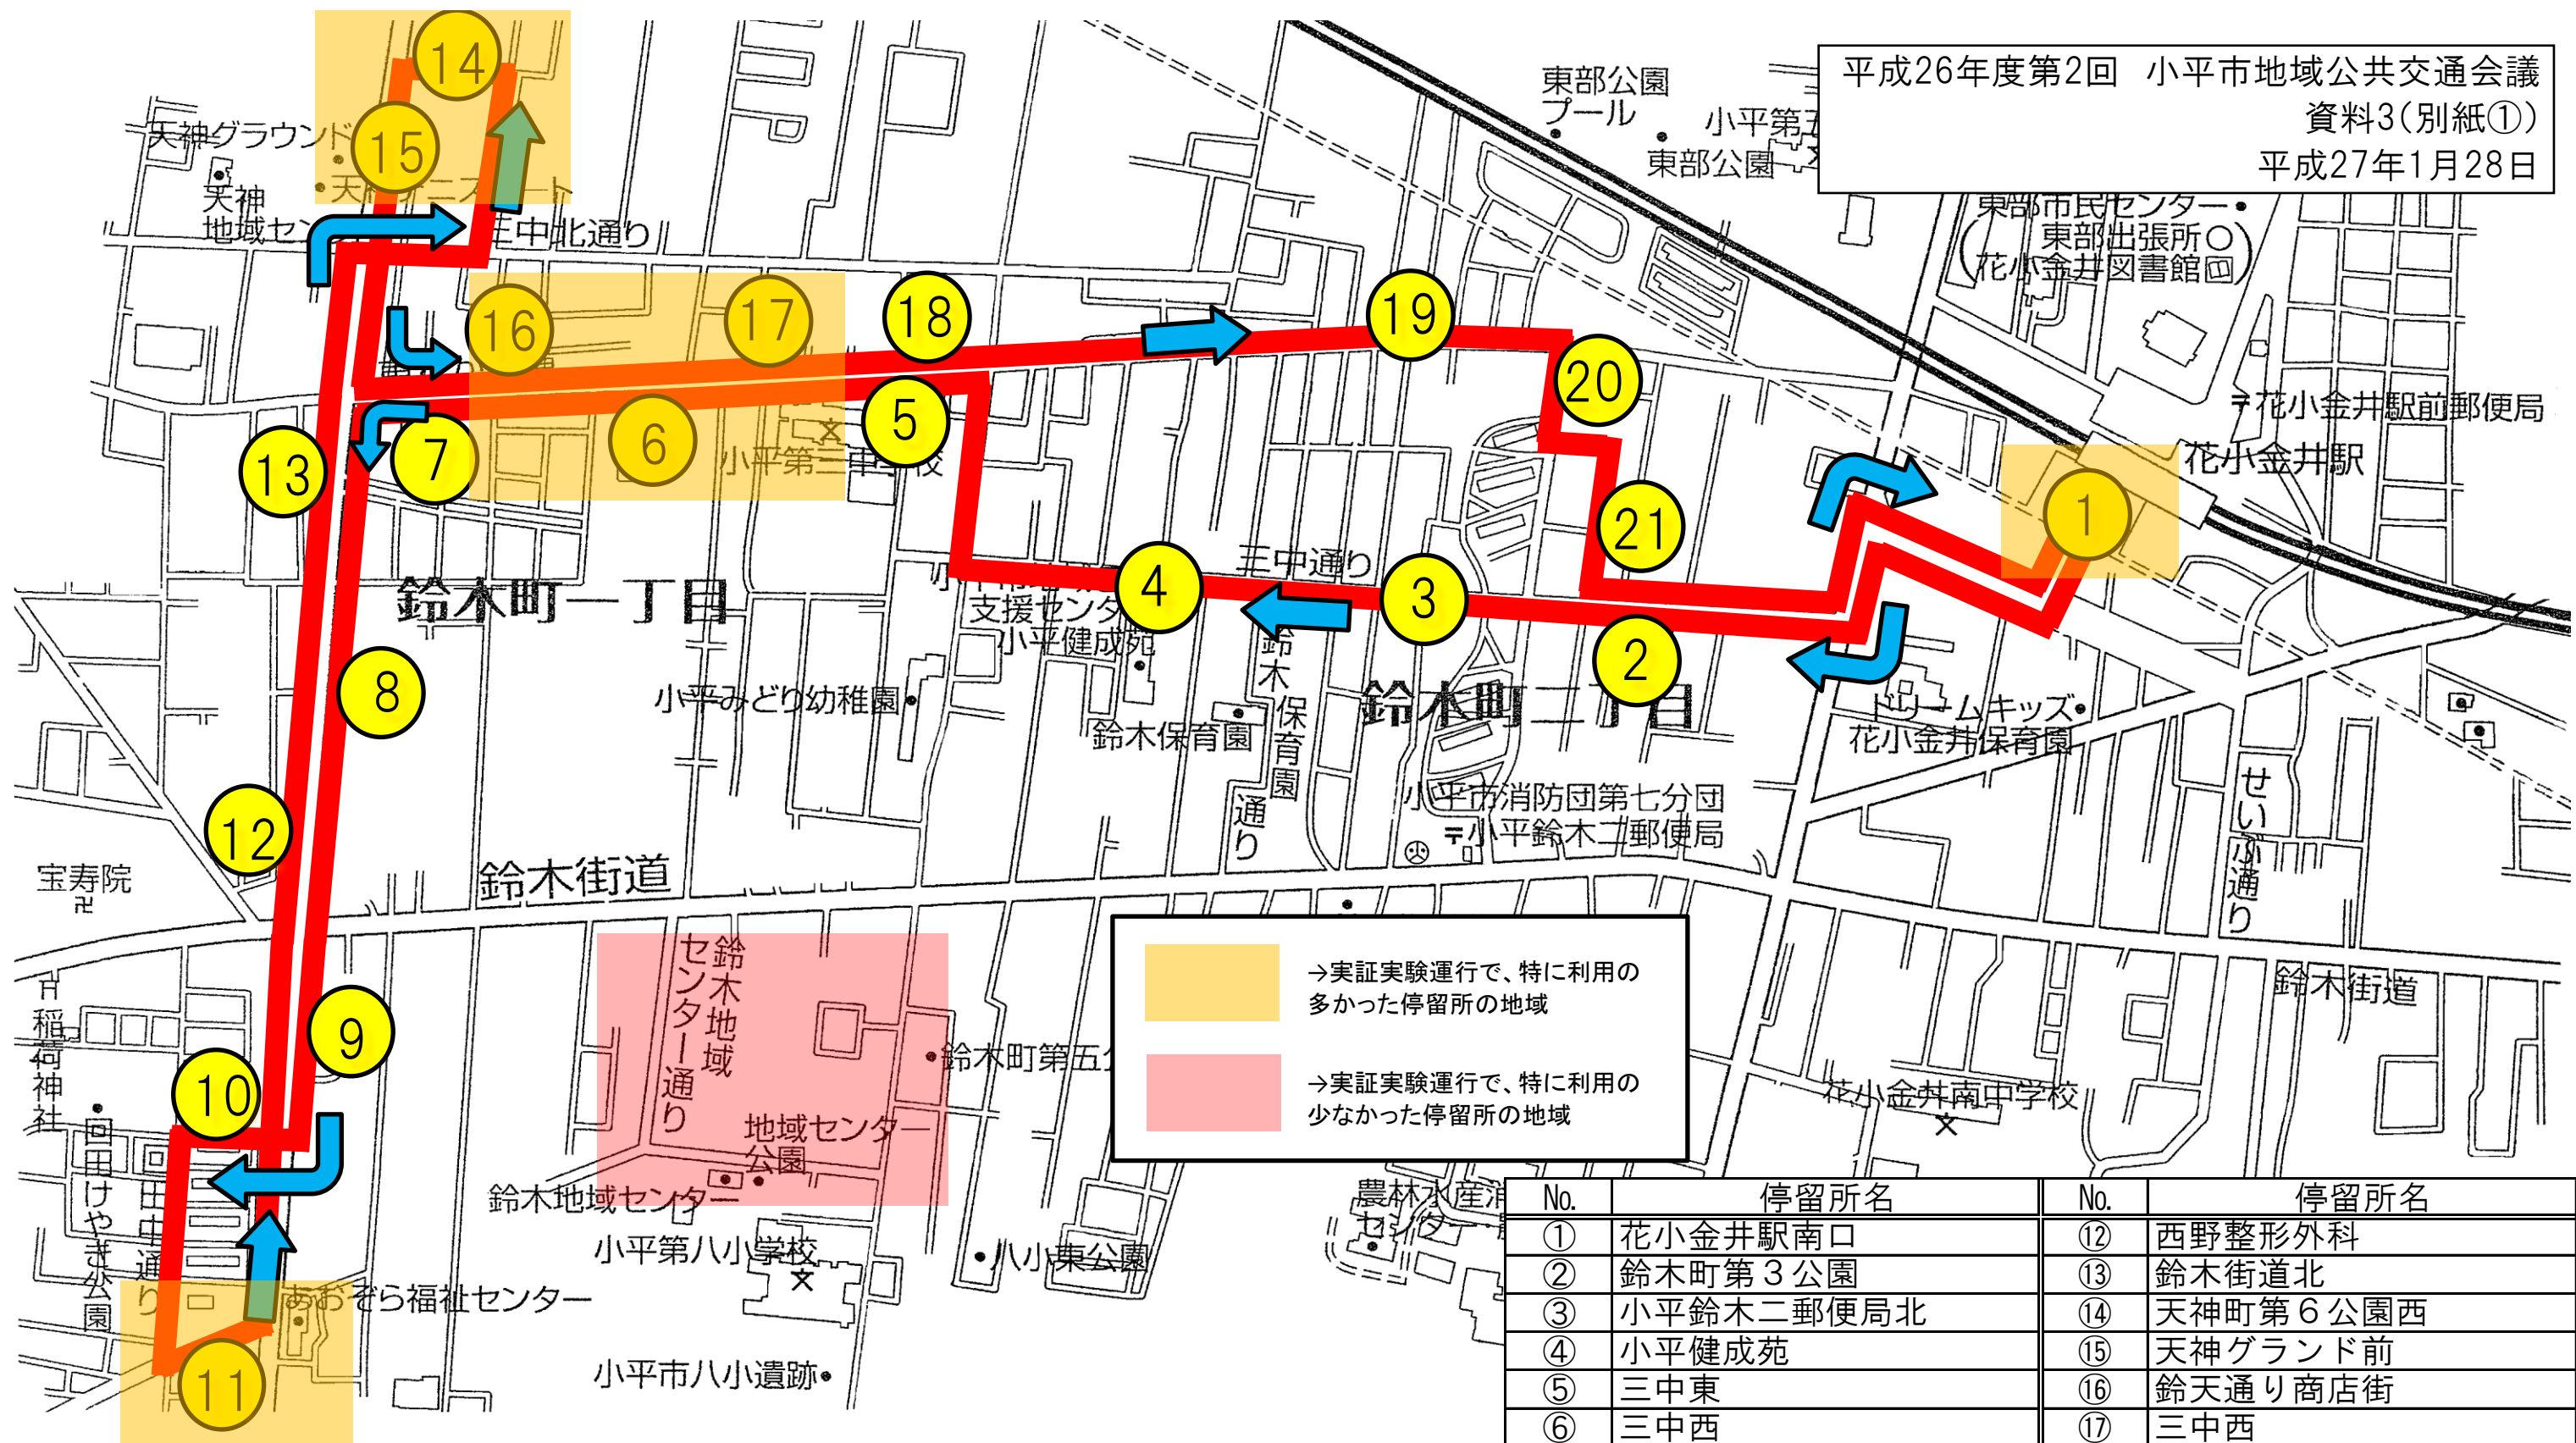 平成26年度第2回 小平市地域公共交通会議
資料3(別紙①)
平成27年1月28日
14
15
天神グラウンド
天神
地域セン
三中北通り
東部公園
プール
東部公園
小平第五
東部市民センター
東部出張所
花小金井図書館
16
17
18
19
20
21
13
7
6
5
小平第三中学校
〒花小金井駅前郵便局
花小金井駅
1
三中通り
4
3
2
鈴木町一丁目
支援センタ
小平健成苑
8
小平みどり幼稚園
鈴木保育園
鈴木保育園通り
鈴木町二丁目
ドリームキッズ
花小金井保育園
小平市消防団第七分団
〒小平鈴木二郵便局
せいぶ通り
12
宝寿院
鈴木街道
鈴木街道
9
10
稲荷神社
回田けやき公園
田中通り
鈴木地域
センター通り
鈴木町第五公
地域センター
公園
鈴木地域センター
小平第八小学校
八小東公園
あおぞら福祉センター
11
小平市八小遺跡
花小金井南中学校
農林水産消
センター
→実証実験運行で、特に利用の
多かった停留所の地域
→実証実験運行で、特に利用の
少なかった停留所の地域
No. 停留所名 No. 停留所名
① 花小金井駅南口 ⑫ 西野整形外科
② 鈴木町第3公園 ⑬ 鈴木街道北
③ 小平鈴木二郵便局北 ⑭ 天神町第6公園西
④ 小平健成苑 ⑮ 天神グランド前
⑤ 三中東 ⑯ 鈴天通り商店街
⑥ 三中西 ⑰ 三中西